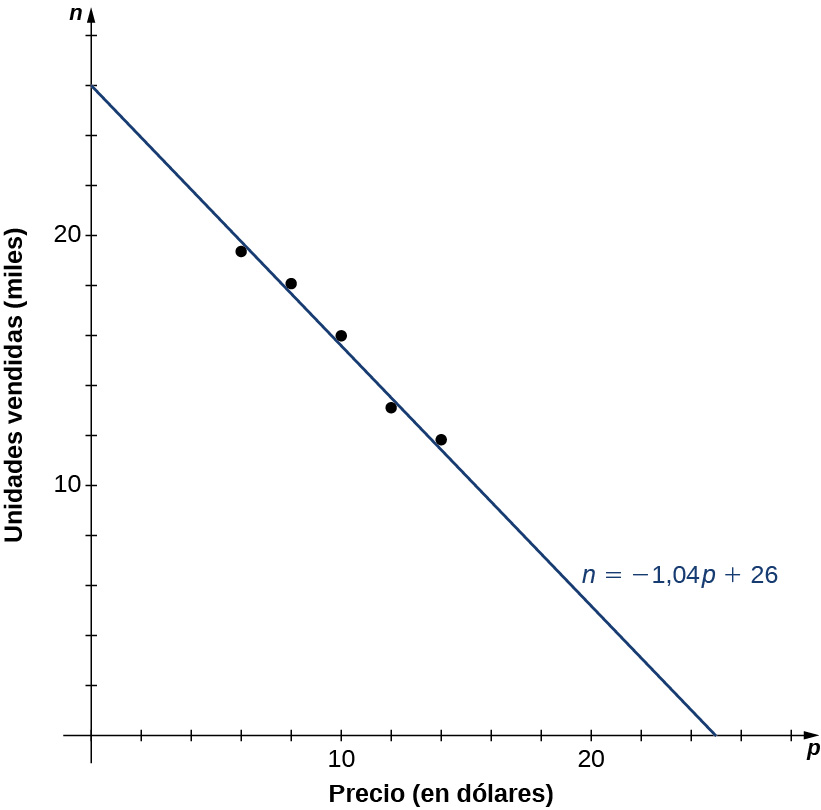 n
20
Unidades vendidas (miles)
10
n = −1,04p + 26
10
20
p
Precio (en dólares)